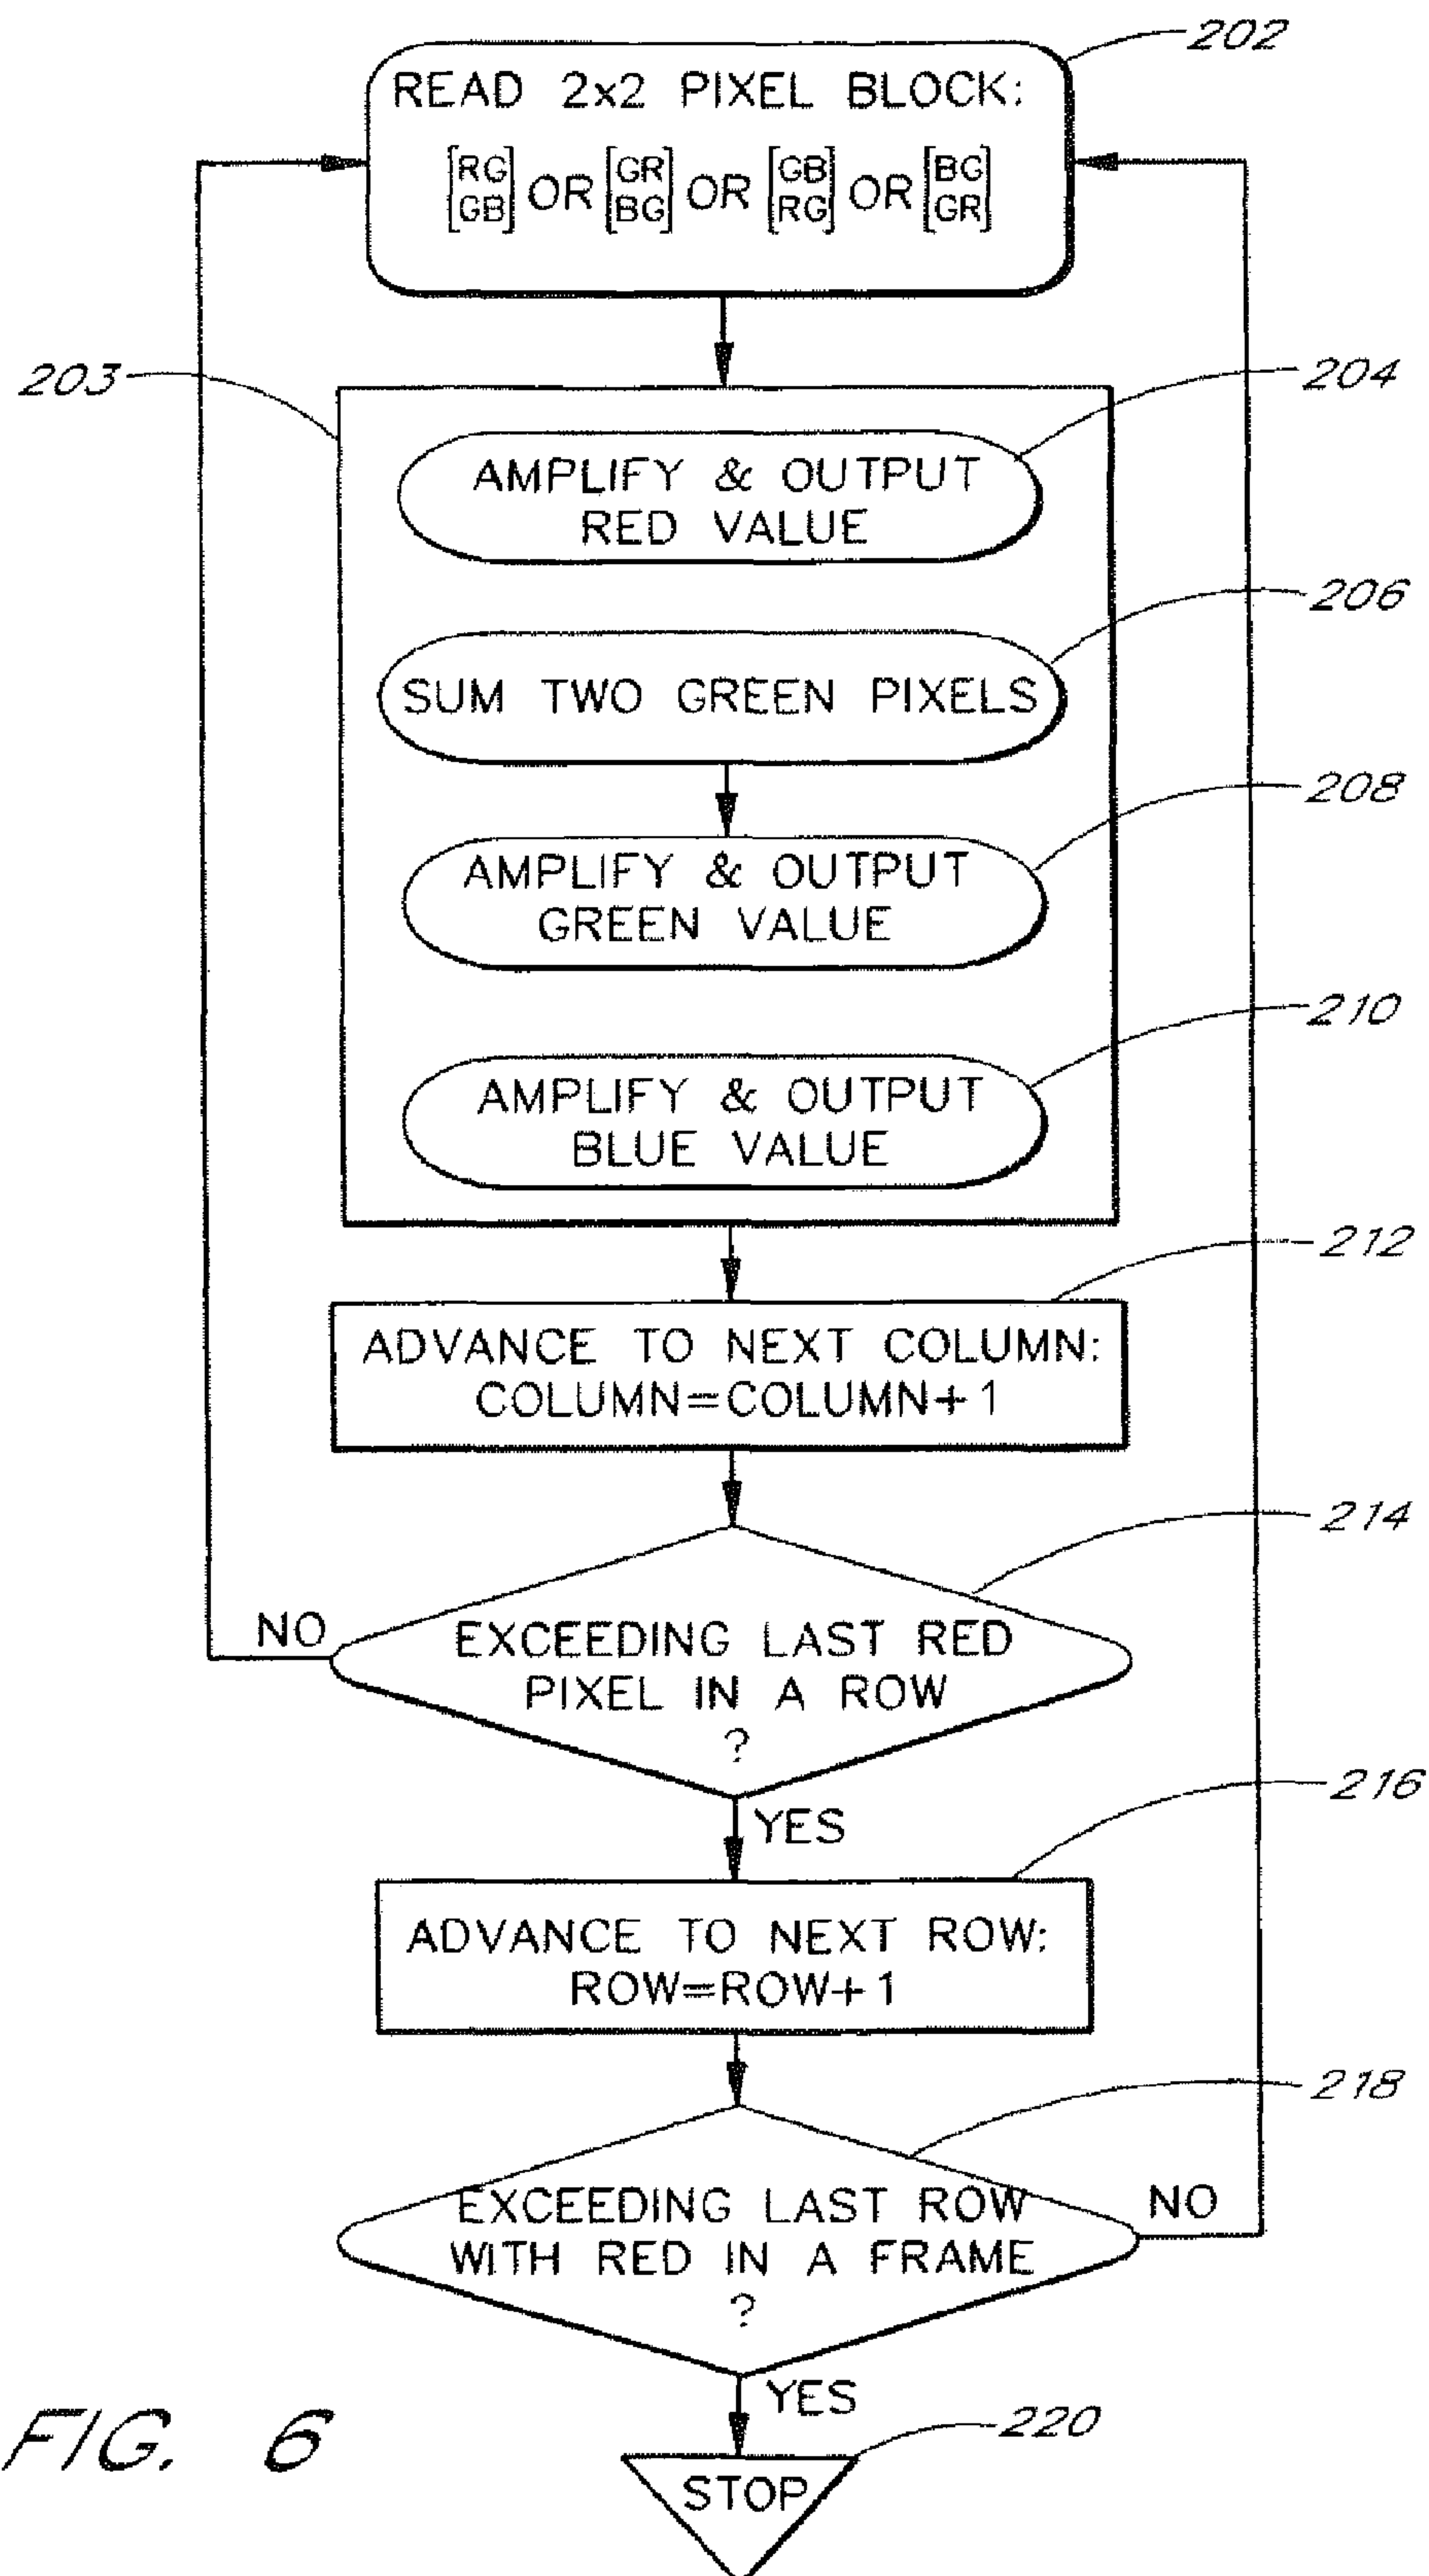 202
READ 2x2 PIXEL BLOCK:
[RG GB] OR [GR BG] OR [GB RG] OR [BG GR]
203
204
AMPLIFY & OUTPUT
RED VALUE
206
SUM TWO GREEN PIXELS
208
AMPLIFY & OUTPUT
GREEN VALUE
210
AMPLIFY & OUTPUT
BLUE VALUE
212
ADVANCE TO NEXT COLUMN:
COLUMN=COLUMN+1
214
NO
EXCEEDING LAST RED
PIXEL IN A ROW
?
YES
216
ADVANCE TO NEXT ROW:
ROW=ROW+1
218
EXCEEDING LAST ROW
WITH RED IN A FRAME
?
NO
YES
220
STOP
FIG. 6